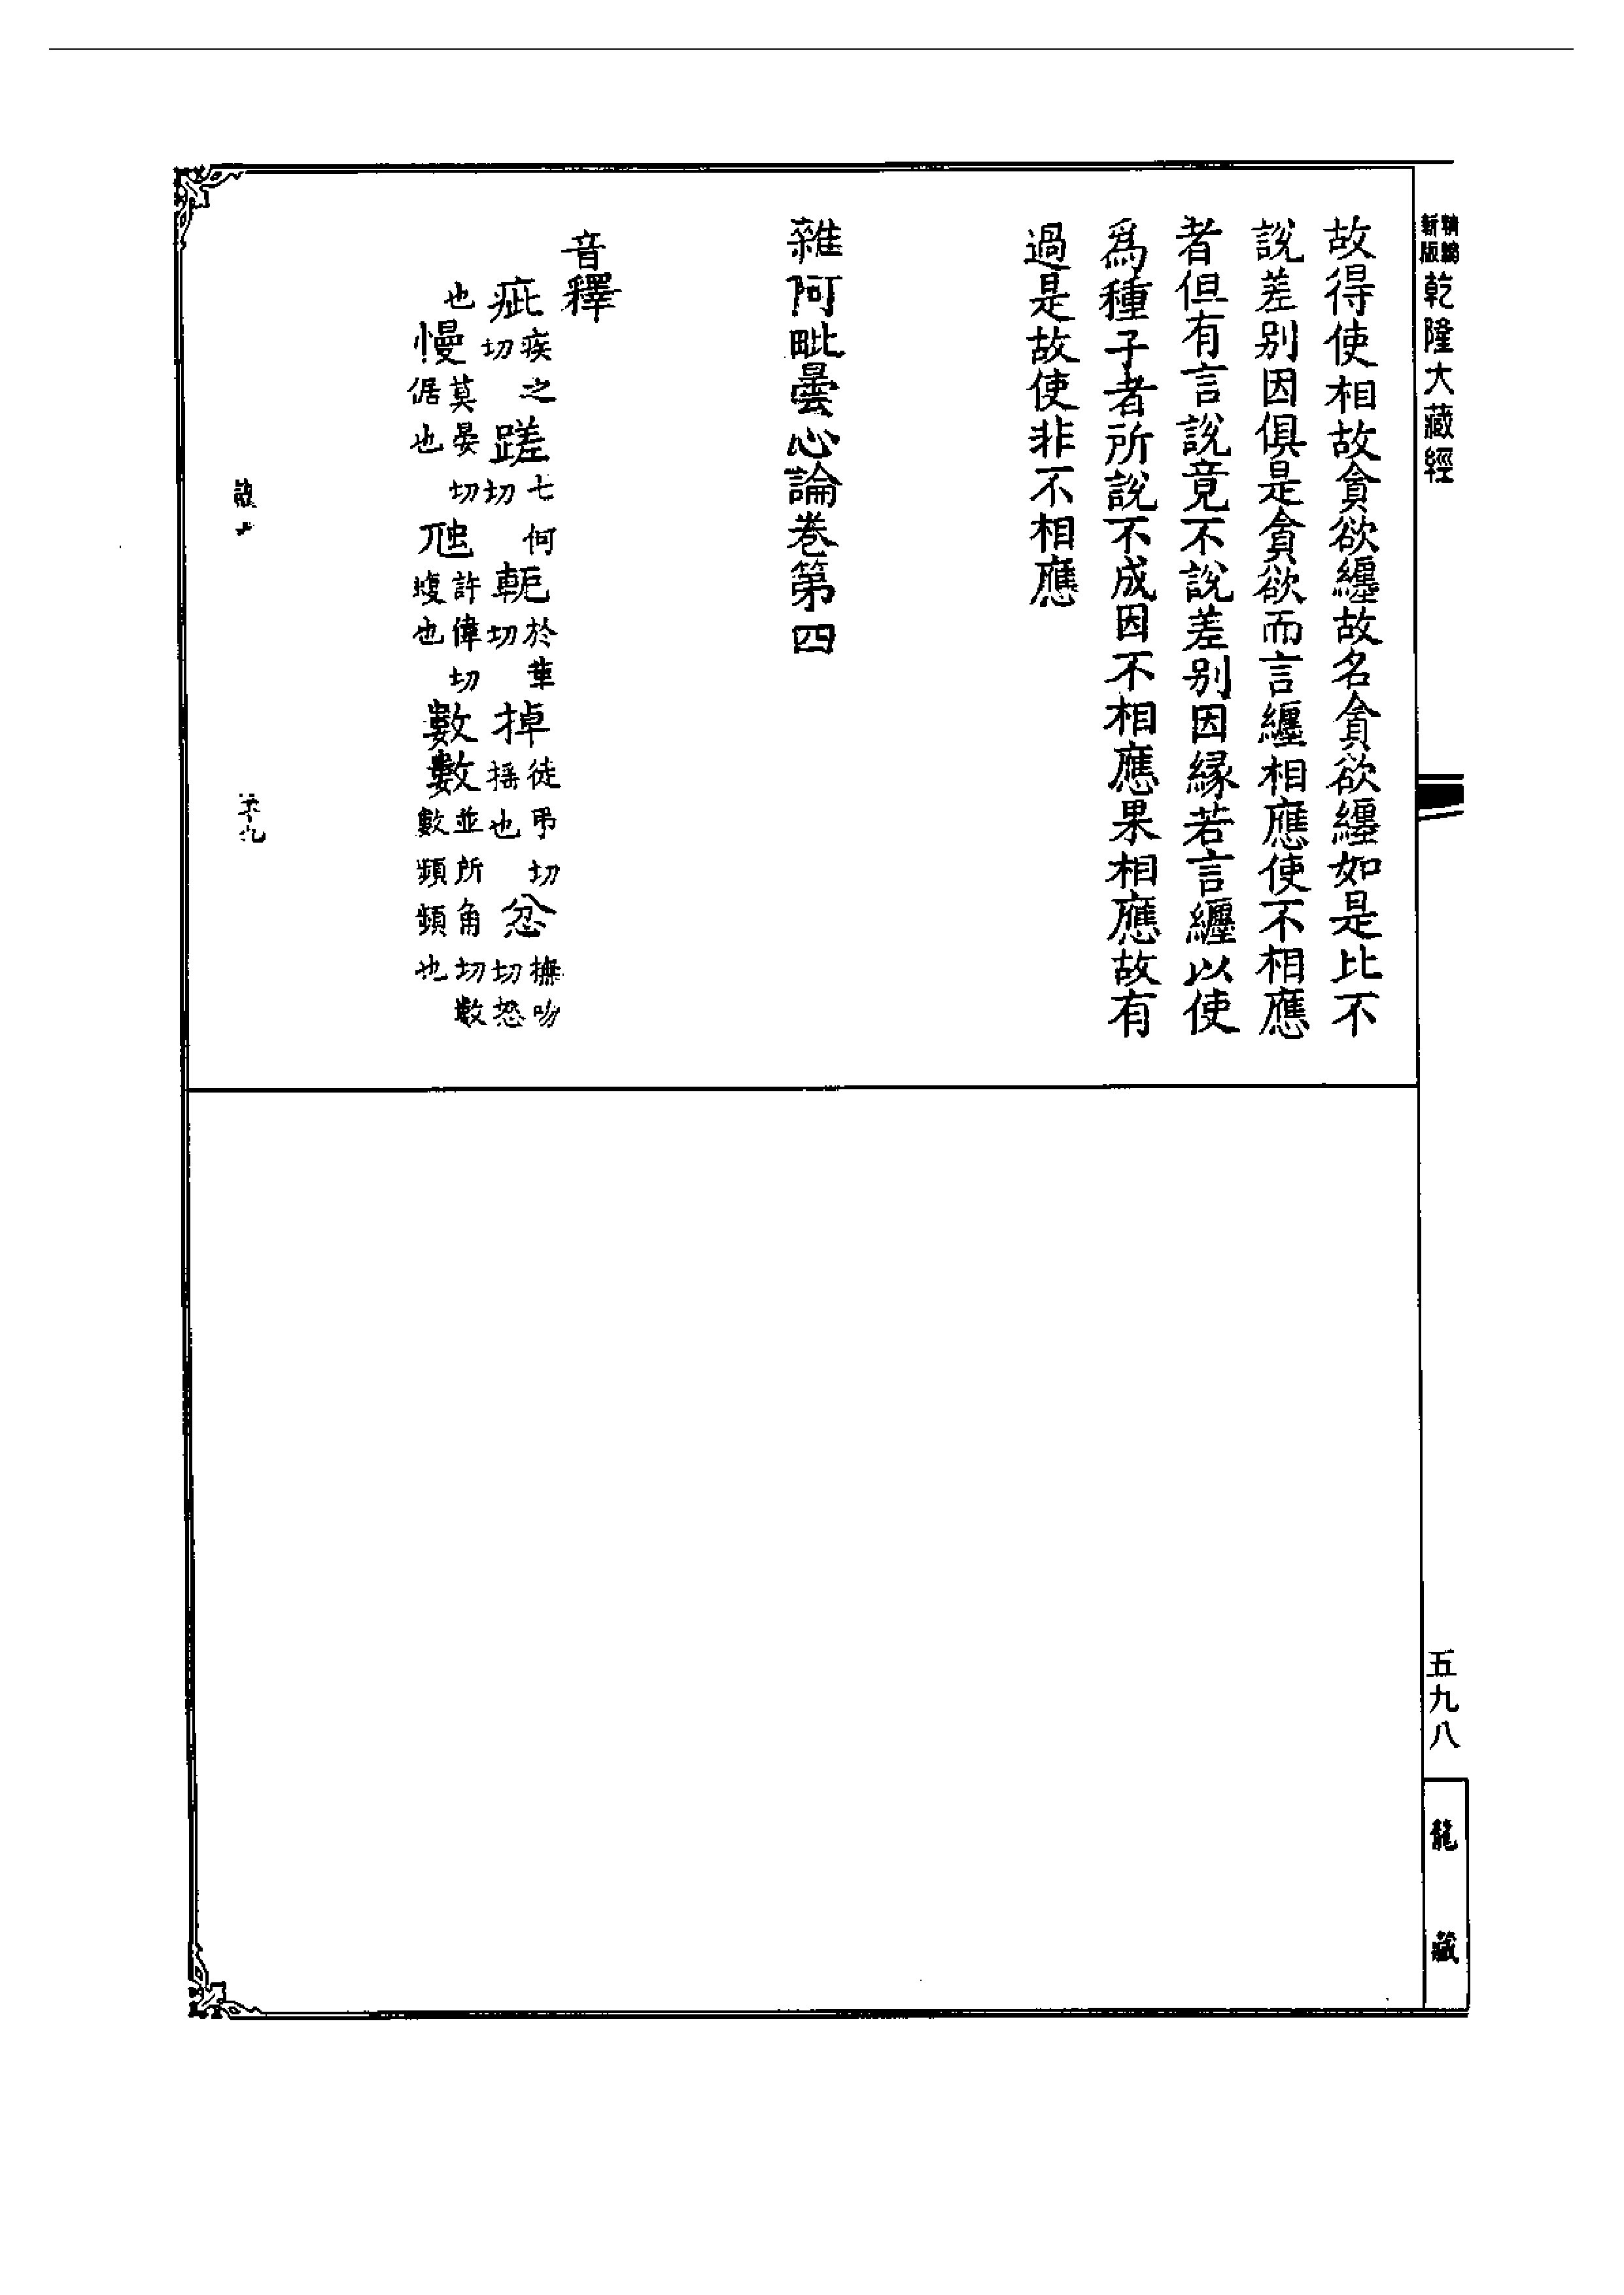 精編新版
乾隆大藏經
五九八
龍藏
故得使相故貪欲纏故名貪欲纏如是比不
說差別因俱是貪欲而言纏相應使不相應
者但有言說竟不說差別因緣若言纏以使
為種子者所說不成因不相應果相應故有
過是故使非不相應
雜阿毗曇心論卷第四
音釋
疵疾之切蹉七何切軛於革切掉徒弔切搖也忿撫吻切恐
也慢莫晏切倨也虺許偉切蝮也數數並所角切數數頻頻也